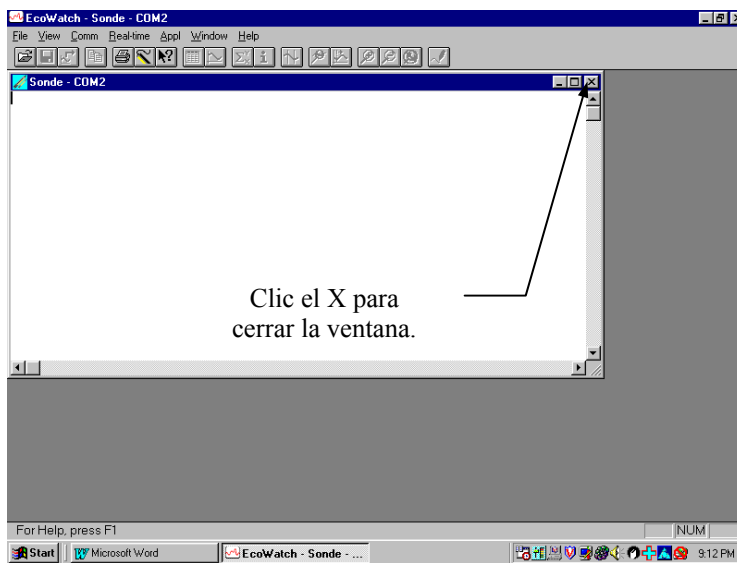 EcoWatch - Sonde - COM2
File View Comm Real-time Appl Window Help
Sonde - COM2
Clic el X para
cerrar la ventana.
For Help, press F1
NUM
Start Microsoft Word EcoWatch - Sonde - ... 9:12 PM